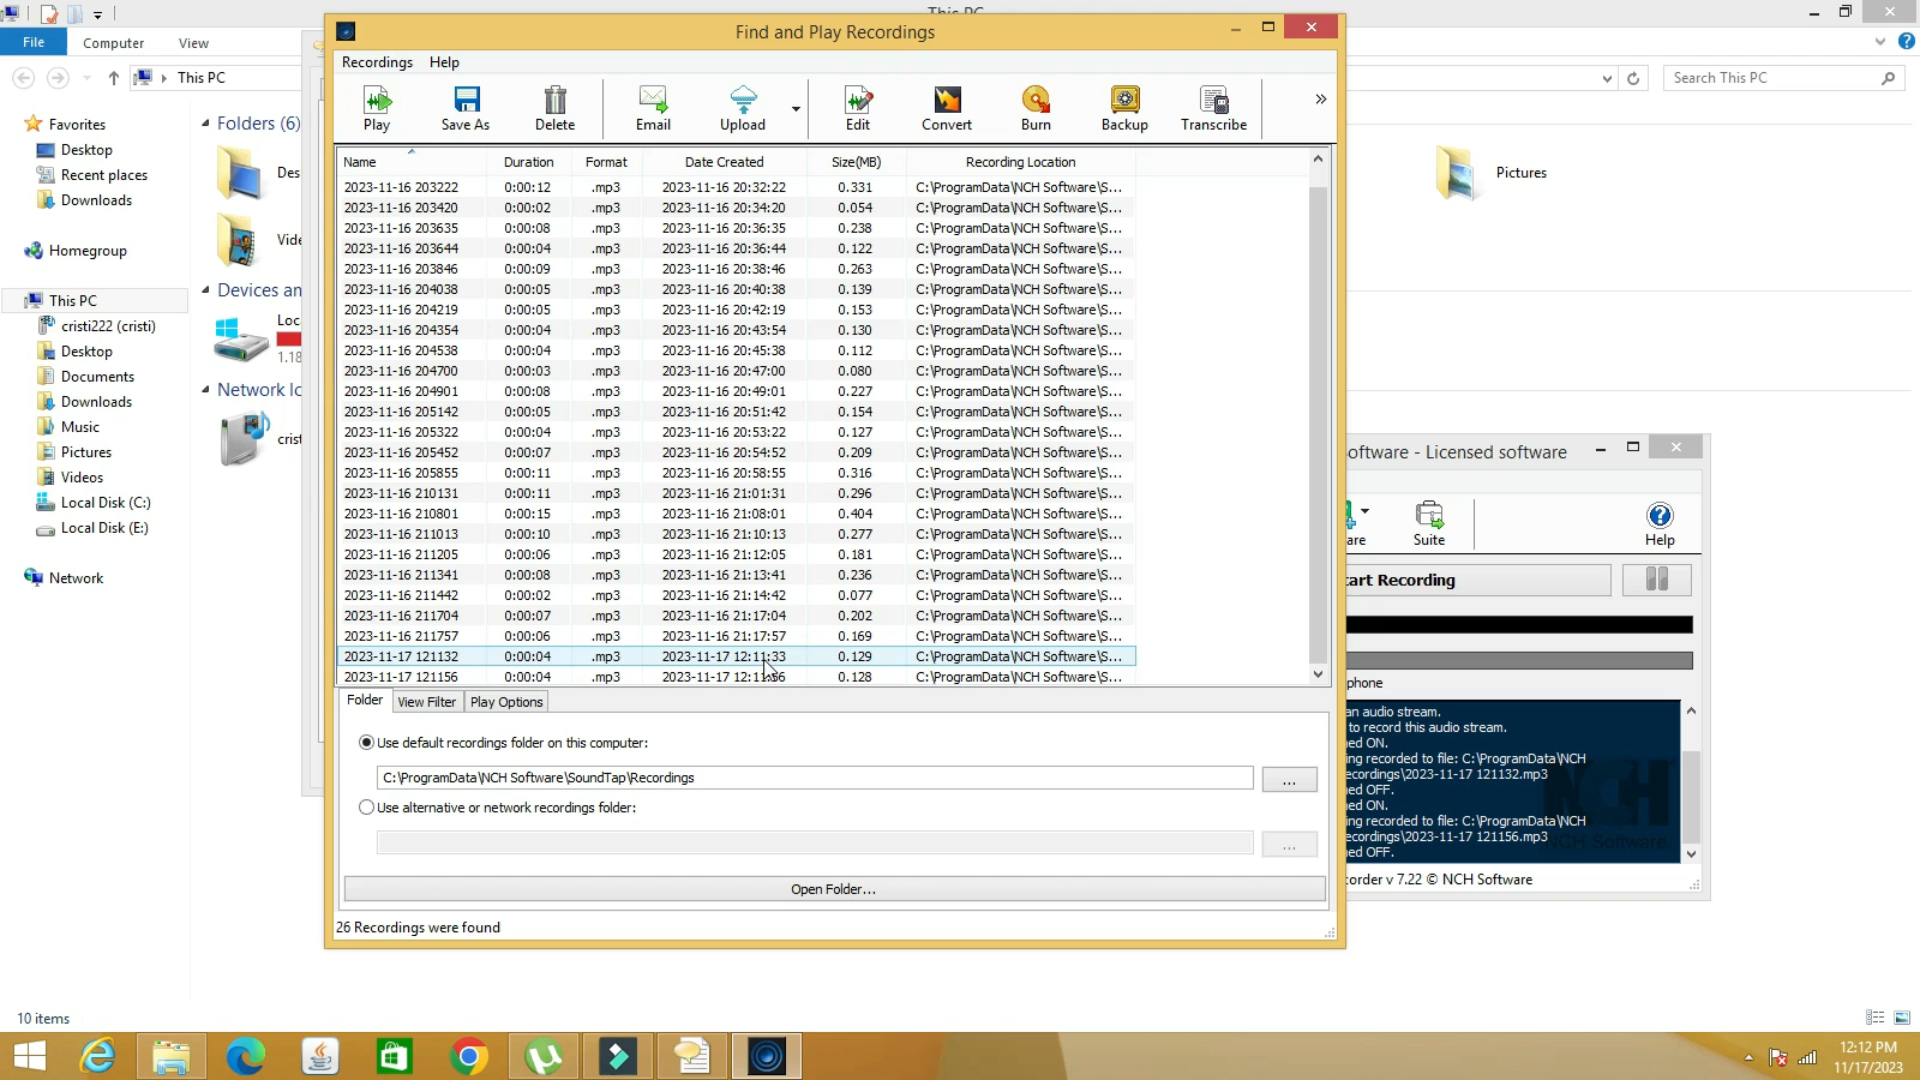 This PC
File
Computer
View
This PC
Search This PC
Favorites
Desktop
Recent places
Downloads
Homegroup
This PC
cristi222 (cristi)
Desktop
Documents
Downloads
Music
Pictures
Videos
Local Disk (C:)
Local Disk (E:)
Network
Folders (6)
Des
Vide
Devices an
Loc
1.18
Network Lo
crist
Pictures
Find and Play Recordings
Recordings Help
Play Save As Delete Email Upload Edit Convert Burn Backup Transcribe »
Name Duration Format Date Created Size(MB) Recording Location
2023-11-16 203222 0:00:12 .mp3 2023-11-16 20:32:22 0.331 C:\ProgramData\NCH Software\S...
2023-11-16 203420 0:00:02 .mp3 2023-11-16 20:34:20 0.054 C:\ProgramData\NCH Software\S...
2023-11-16 203635 0:00:08 .mp3 2023-11-16 20:36:35 0.238 C:\ProgramData\NCH Software\S...
2023-11-16 203644 0:00:04 .mp3 2023-11-16 20:36:44 0.122 C:\ProgramData\NCH Software\S...
2023-11-16 203846 0:00:09 .mp3 2023-11-16 20:38:46 0.263 C:\ProgramData\NCH Software\S...
2023-11-16 204038 0:00:05 .mp3 2023-11-16 20:40:38 0.139 C:\ProgramData\NCH Software\S...
2023-11-16 204219 0:00:05 .mp3 2023-11-16 20:42:19 0.153 C:\ProgramData\NCH Software\S...
2023-11-16 204354 0:00:04 .mp3 2023-11-16 20:43:54 0.130 C:\ProgramData\NCH Software\S...
2023-11-16 204538 0:00:04 .mp3 2023-11-16 20:45:38 0.112 C:\ProgramData\NCH Software\S...
2023-11-16 204700 0:00:03 .mp3 2023-11-16 20:47:00 0.080 C:\ProgramData\NCH Software\S...
2023-11-16 204901 0:00:08 .mp3 2023-11-16 20:49:01 0.227 C:\ProgramData\NCH Software\S...
2023-11-16 205142 0:00:05 .mp3 2023-11-16 20:51:42 0.154 C:\ProgramData\NCH Software\S...
2023-11-16 205322 0:00:04 .mp3 2023-11-16 20:53:22 0.127 C:\ProgramData\NCH Software\S...
2023-11-16 205452 0:00:07 .mp3 2023-11-16 20:54:52 0.209 C:\ProgramData\NCH Software\S...
2023-11-16 205855 0:00:11 .mp3 2023-11-16 20:58:55 0.316 C:\ProgramData\NCH Software\S...
2023-11-16 210131 0:00:11 .mp3 2023-11-16 21:01:31 0.296 C:\ProgramData\NCH Software\S...
2023-11-16 210801 0:00:15 .mp3 2023-11-16 21:08:01 0.404 C:\ProgramData\NCH Software\S...
2023-11-16 211013 0:00:10 .mp3 2023-11-16 21:10:13 0.277 C:\ProgramData\NCH Software\S...
2023-11-16 211205 0:00:06 .mp3 2023-11-16 21:12:05 0.181 C:\ProgramData\NCH Software\S...
2023-11-16 211341 0:00:08 .mp3 2023-11-16 21:13:41 0.236 C:\ProgramData\NCH Software\S...
2023-11-16 211442 0:00:02 .mp3 2023-11-16 21:14:42 0.077 C:\ProgramData\NCH Software\S...
2023-11-16 211704 0:00:07 .mp3 2023-11-16 21:17:04 0.202 C:\ProgramData\NCH Software\S...
2023-11-16 211757 0:00:06 .mp3 2023-11-16 21:17:57 0.169 C:\ProgramData\NCH Software\S...
2023-11-17 121132 0:00:04 .mp3 2023-11-17 12:11:33 0.129 C:\ProgramData\NCH Software\S...
2023-11-17 121156 0:00:04 .mp3 2023-11-17 0.128 C:\ProgramData\NCH Software\S...
Folder View Filter Play Options
Use default recordings folder on this computer:
C:\ProgramData\NCH Software\SoundTap\Recordings
...
Use alternative or network recordings folder:
...
Open Folder...
26 Recordings were found
oftware - Licensed software
are
Suite
Help
tart Recording
phone
an audio stream.
to record this audio stream.
ned ON.
ing recorded to file: C:\ProgramData\NCH
ecordings\2023-11-17 121132.mp3
ned OFF.
ned ON.
ing recorded to file: C:\ProgramData\NCH
ecordings\2023-11-17 121156.mp3
ned OFF.
NCH
NCH Software
corder v 7.22 © NCH Software
10 items
12:12 PM
11/17/2023